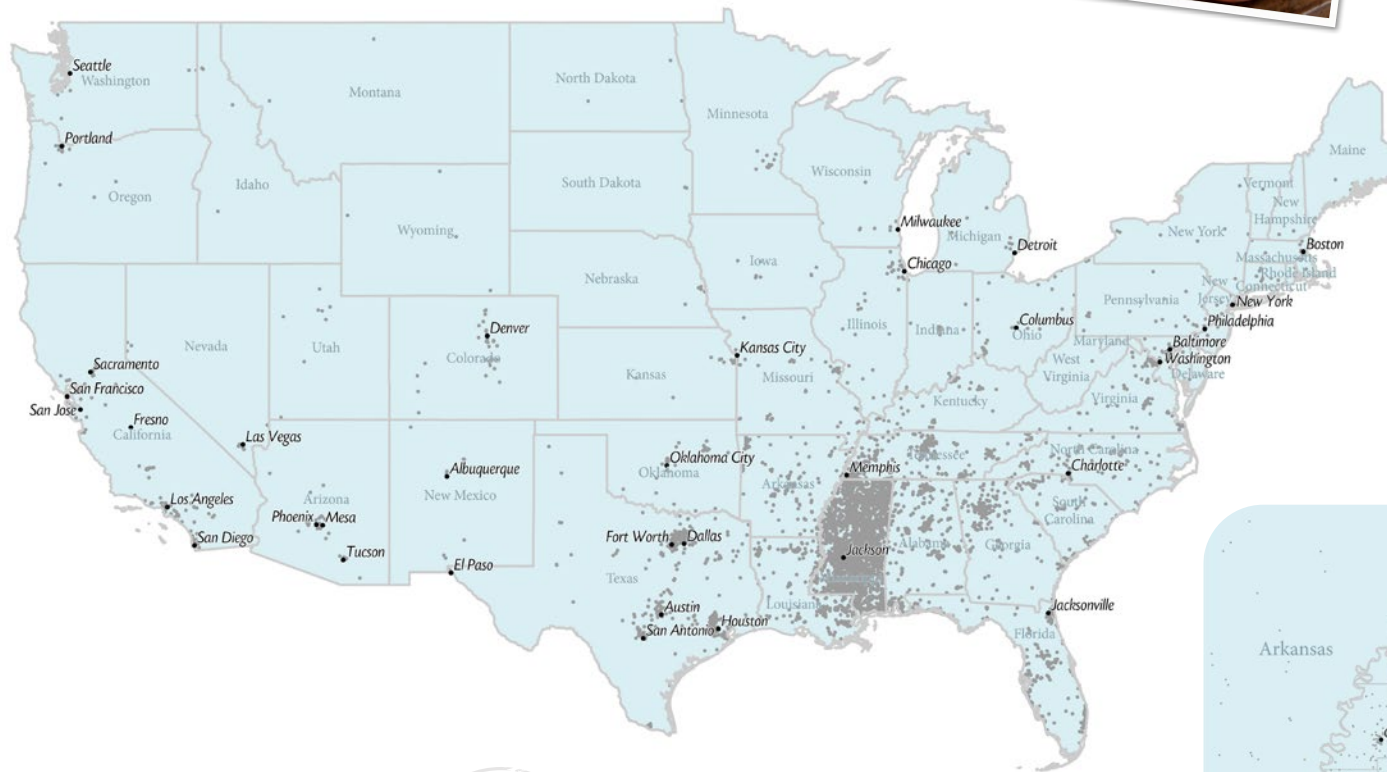 Seattle
Washington
Montana
North Dakota
Minnesota
Portland
Oregon
Idaho
South Dakota
Wisconsin
Maine
Wyoming
Milwaukee
Michigan
Detroit
Vermont
New
Hampshire
New York
Boston
Massachusetts
Rhode Island
Connecticut
Nebraska
Iowa
Chicago
Pennsylvania
New
Jersey
New York
Philadelphia
Nevada
Utah
Denver
Colorado
Kansas City
Illinois
Indiana
Columbus
Ohio
Maryland
Baltimore
Washington
Delaware
Sacramento
San Francisco
San Jose
Fresno
California
Kansas
Missouri
West
Virginia
Kentucky
Virginia
Las Vegas
Albuquerque
New Mexico
Oklahoma City
Oklahoma
Arkansas
Memphis
Tennessee
North Carolina
Charlotte
Los Angeles
Arizona
Phoenix
Mesa
South
Carolina
San Diego
Tucson
El Paso
Fort Worth
Dallas
Jackson
Mississippi
Alabama
Georgia
Texas
Austin
San Antonio
Houston
Louisiana
Jacksonville
Florida
Arkansas